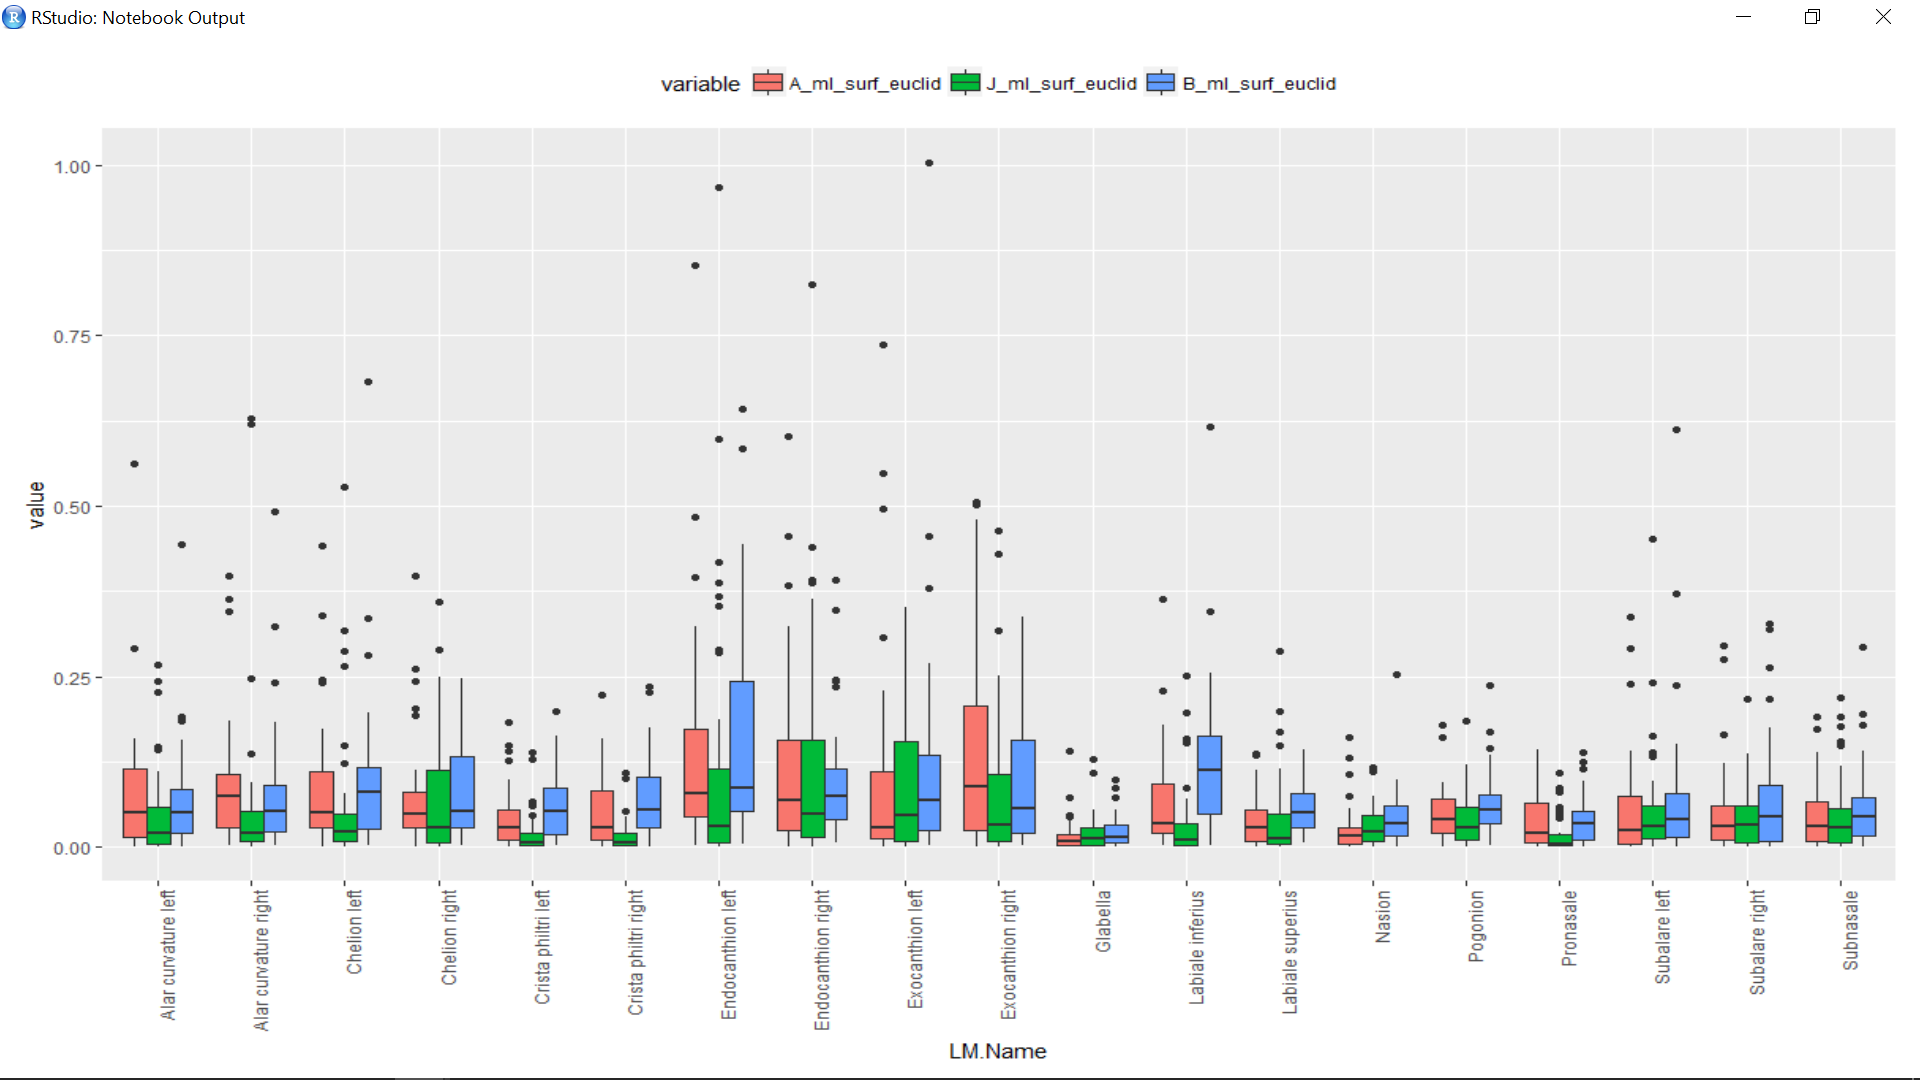 R RStudio: Notebook Output
variable A_ml_surf_euclid J_ml_surf_euclid B_ml_surf_euclid
value
1.00
0.75
0.50
0.25
0.00
Alar curvature left
Alar curvature right
Chelion left
Chelion right
Crista philtri left
Crista philtri right
Endocanthion left
Endocanthion right
Exocanthion left
Exocanthion right
Glabella
Labiale inferius
Labiale superius
Nasion
Pogonion
Pronasale
Subalare left
Subalare right
Subnasale
LM.Name